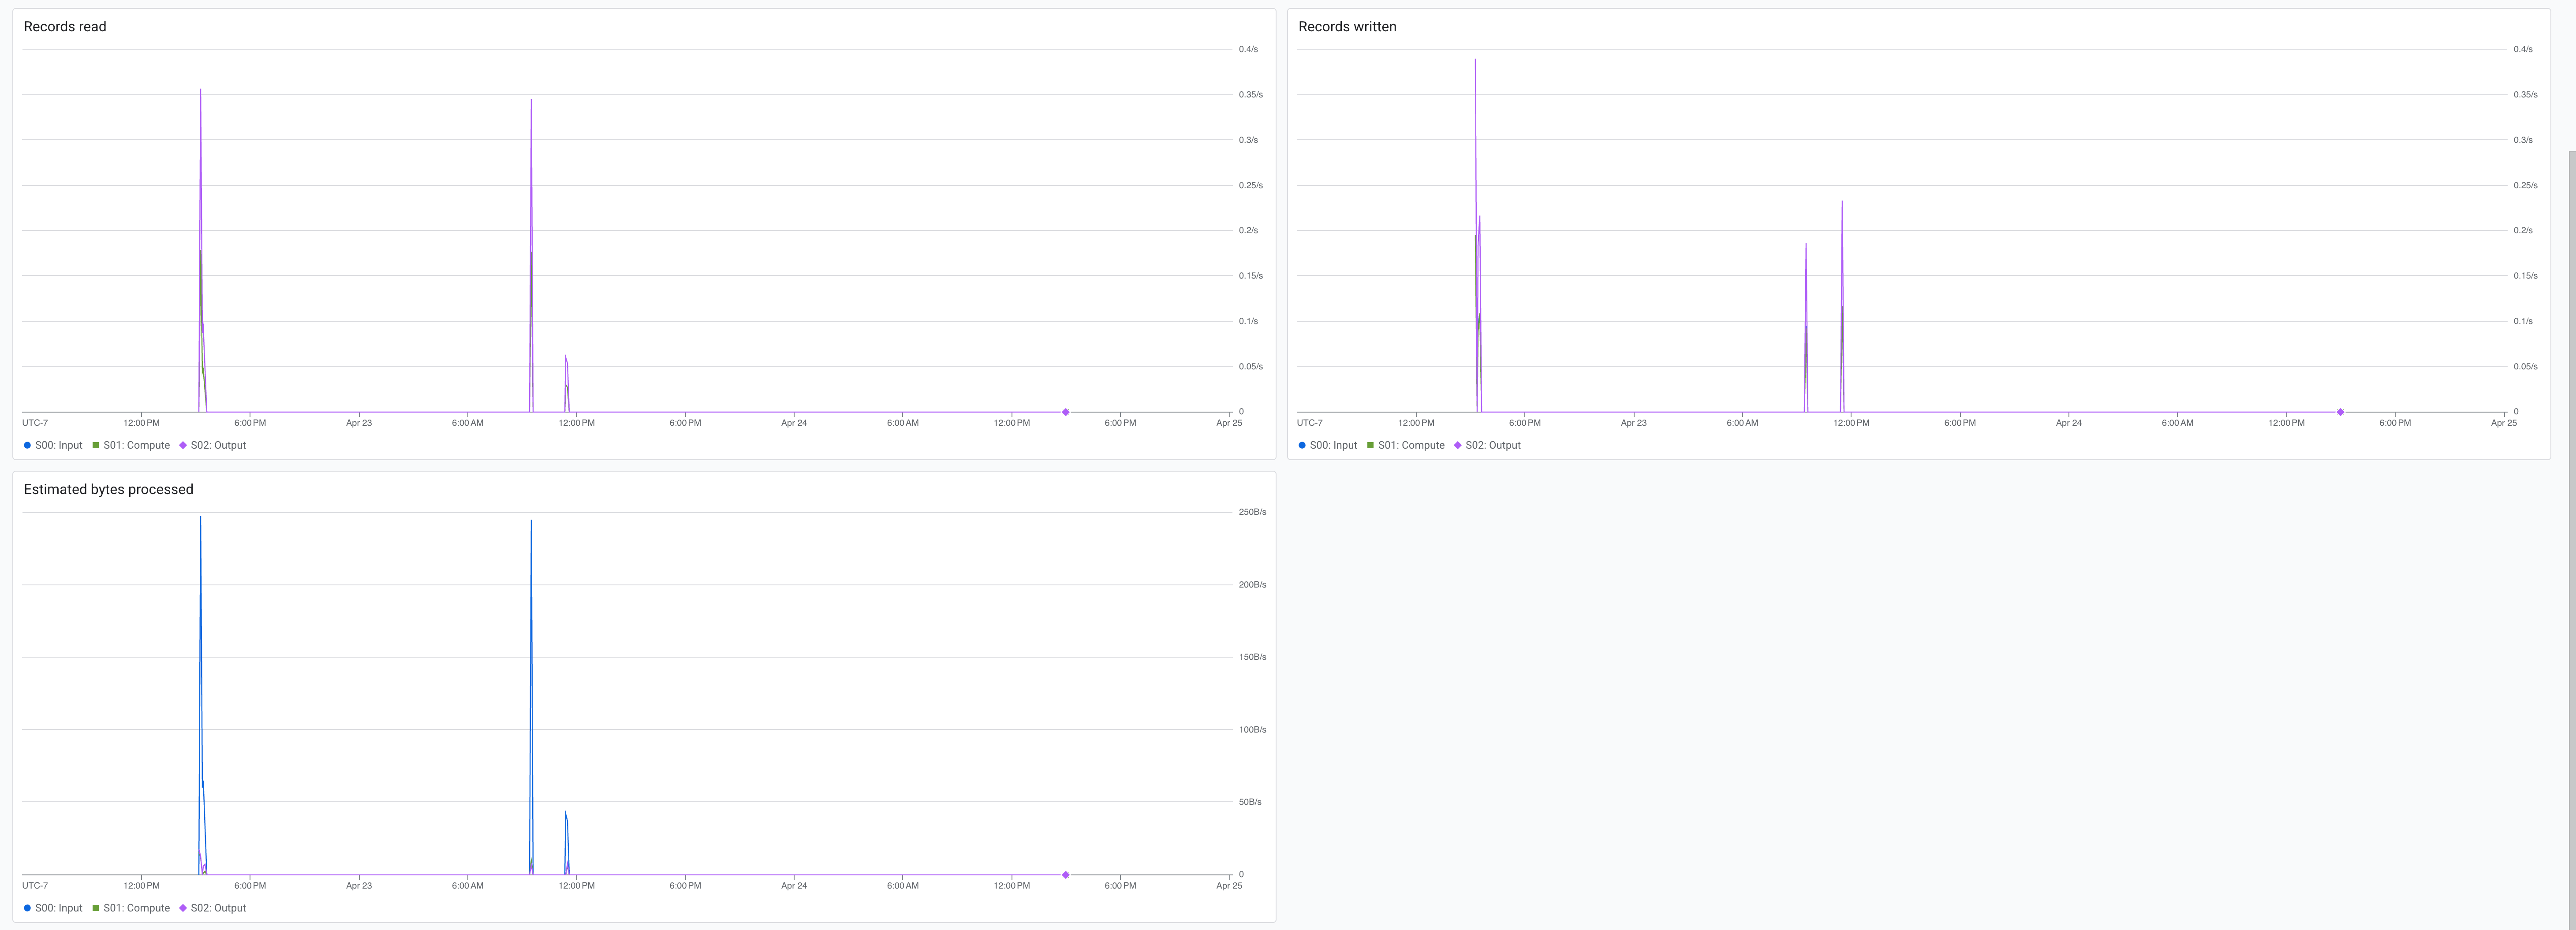 Records read
0.4/s
0.35/s
0.3/s
0.25/s
0.2/s
0.15/s
0.1/s
0.05/s
0
UTC-7 12:00 PM 6:00 PM Apr 23 6:00 AM 12:00 PM 6:00 PM Apr 24 6:00 AM 12:00 PM 6:00 PM Apr 25
S00: Input S01: Compute S02: Output
Records written
0.4/s
0.35/s
0.3/s
0.25/s
0.2/s
0.15/s
0.1/s
0.05/s
0
UTC-7 12:00 PM 6:00 PM Apr 23 6:00 AM 12:00 PM 6:00 PM Apr 24 6:00 AM 12:00 PM 6:00 PM Apr 25
S00: Input S01: Compute S02: Output
Estimated bytes processed
250B/s
200B/s
150B/s
100B/s
50B/s
0
UTC-7 12:00 PM 6:00 PM Apr 23 6:00 AM 12:00 PM 6:00 PM Apr 24 6:00 AM 12:00 PM 6:00 PM Apr 25
S00: Input S01: Compute S02: Output